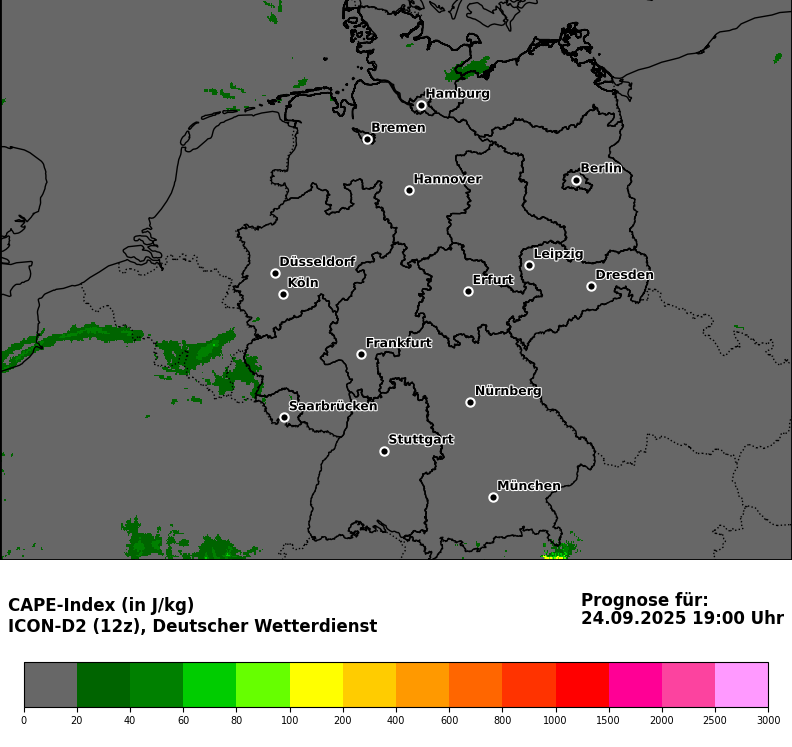 Hamburg
Bremen
Berlin
Hannover
Leipzig
Düsseldorf
Dresden
Köln
Erfurt
Frankfurt
Nürnberg
Saarbrücken
Stuttgart
München
CAPE-Index (in J/kg)
ICON-D2 (12z), Deutscher Wetterdienst
Prognose für:
24.09.2025 19:00 Uhr
0 20 40 60 80 100 200 400 600 800 1000 1500 2000 2500 3000